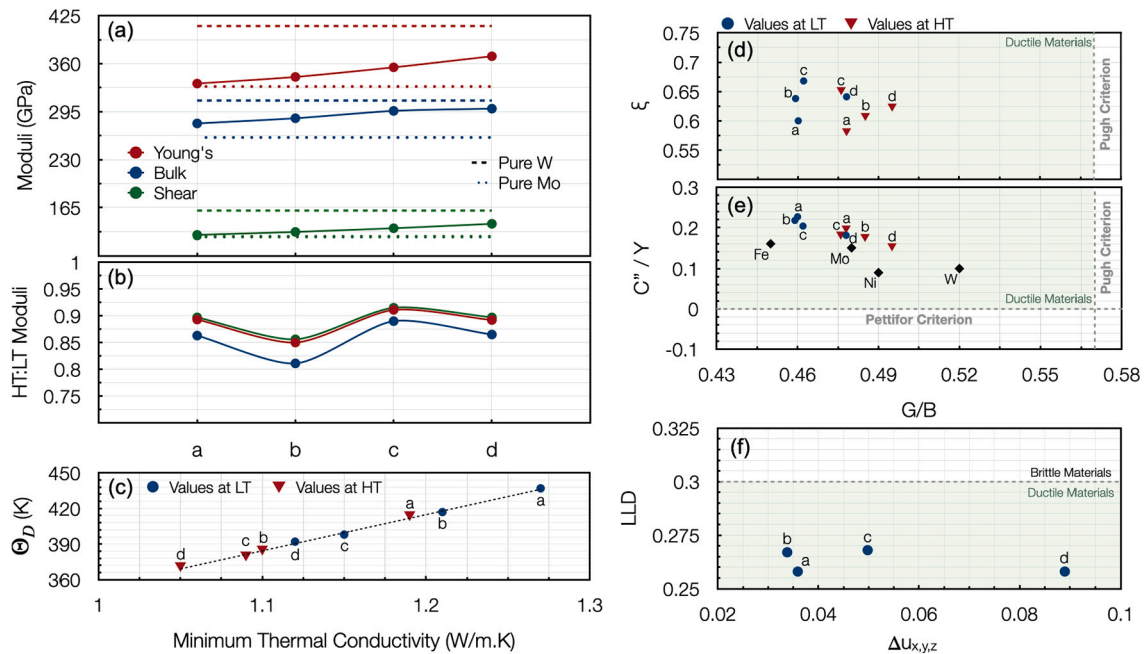 (a)
425
360
295
230
165
Moduli (GPa)
Young's
Bulk
Shear
Pure W
Pure Mo
(b)
1
0.95
0.9
0.85
0.8
0.75
HT:LT Moduli
a b c d
(c)
Values at LT Values at HT
450
420
390
360
Θ_D (K)
d c b d c a b a
1 1.1 1.2 1.3
Minimum Thermal Conductivity (W/m.K)
Values at LT Values at HT
(d)
Ductile Materials
Pugh Criterion
0.75
0.7
0.65
0.6
0.55
ξ
b c a c d a b d
(e)
0.3
0.2
0.1
0
-0.1
C" / Y
b a c c a d b d
Fe Mo Ni W
Ductile Materials
Pettifor Criterion
Pugh Criterion
0.43 0.46 0.49 0.52 0.55 0.58
G/B
(f)
0.325
0.3
0.275
0.25
LLD
Brittle Materials
Ductile Materials
b a c d
0.02 0.04 0.06 0.08 0.1
Δu_x,y,z